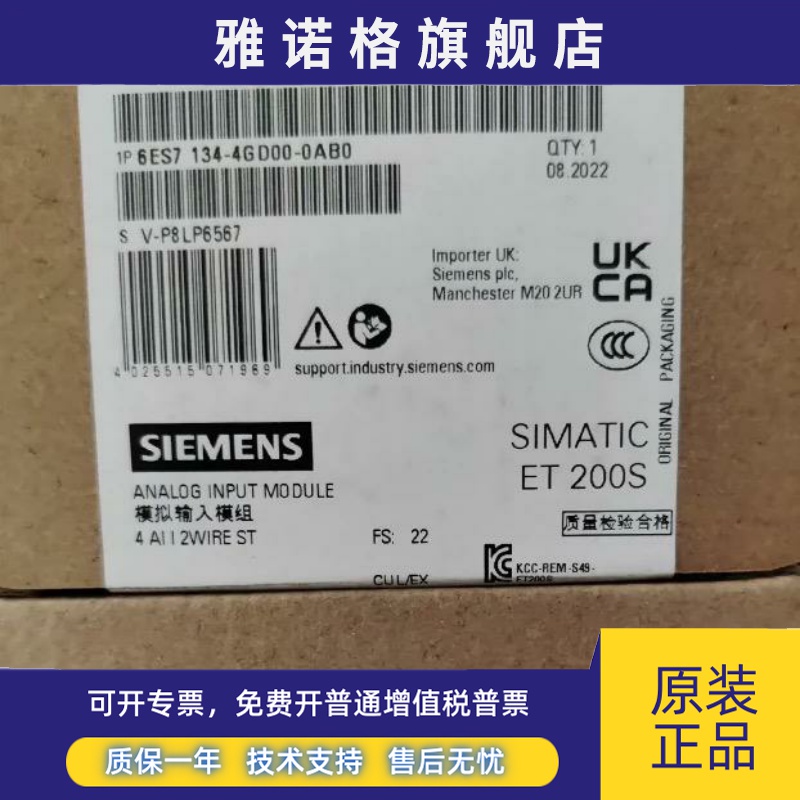 雅诺格旗舰店
1P 6ES7 134-4GD00-0AB0
QTY. 1
08.2022
S V-P8LP6567
Importer UK:
Siemens plc,
Manchester M20 2UR
UK
CA
4 025515 071969
support.industry.siemens.com
CCC
ORIGINAL PACKAGING
SIEMENS
SIMATIC
ET 200S
ANALOG INPUT MODULE
模拟输入模组
4 AI I 2WIRE ST
FS: 22
质量检验合格
CUL/EX
KCC-REM-S49-
ET200S
可开专票，免费开普通增值税普票
质保一年 技术支持 售后无忧
原装
正品